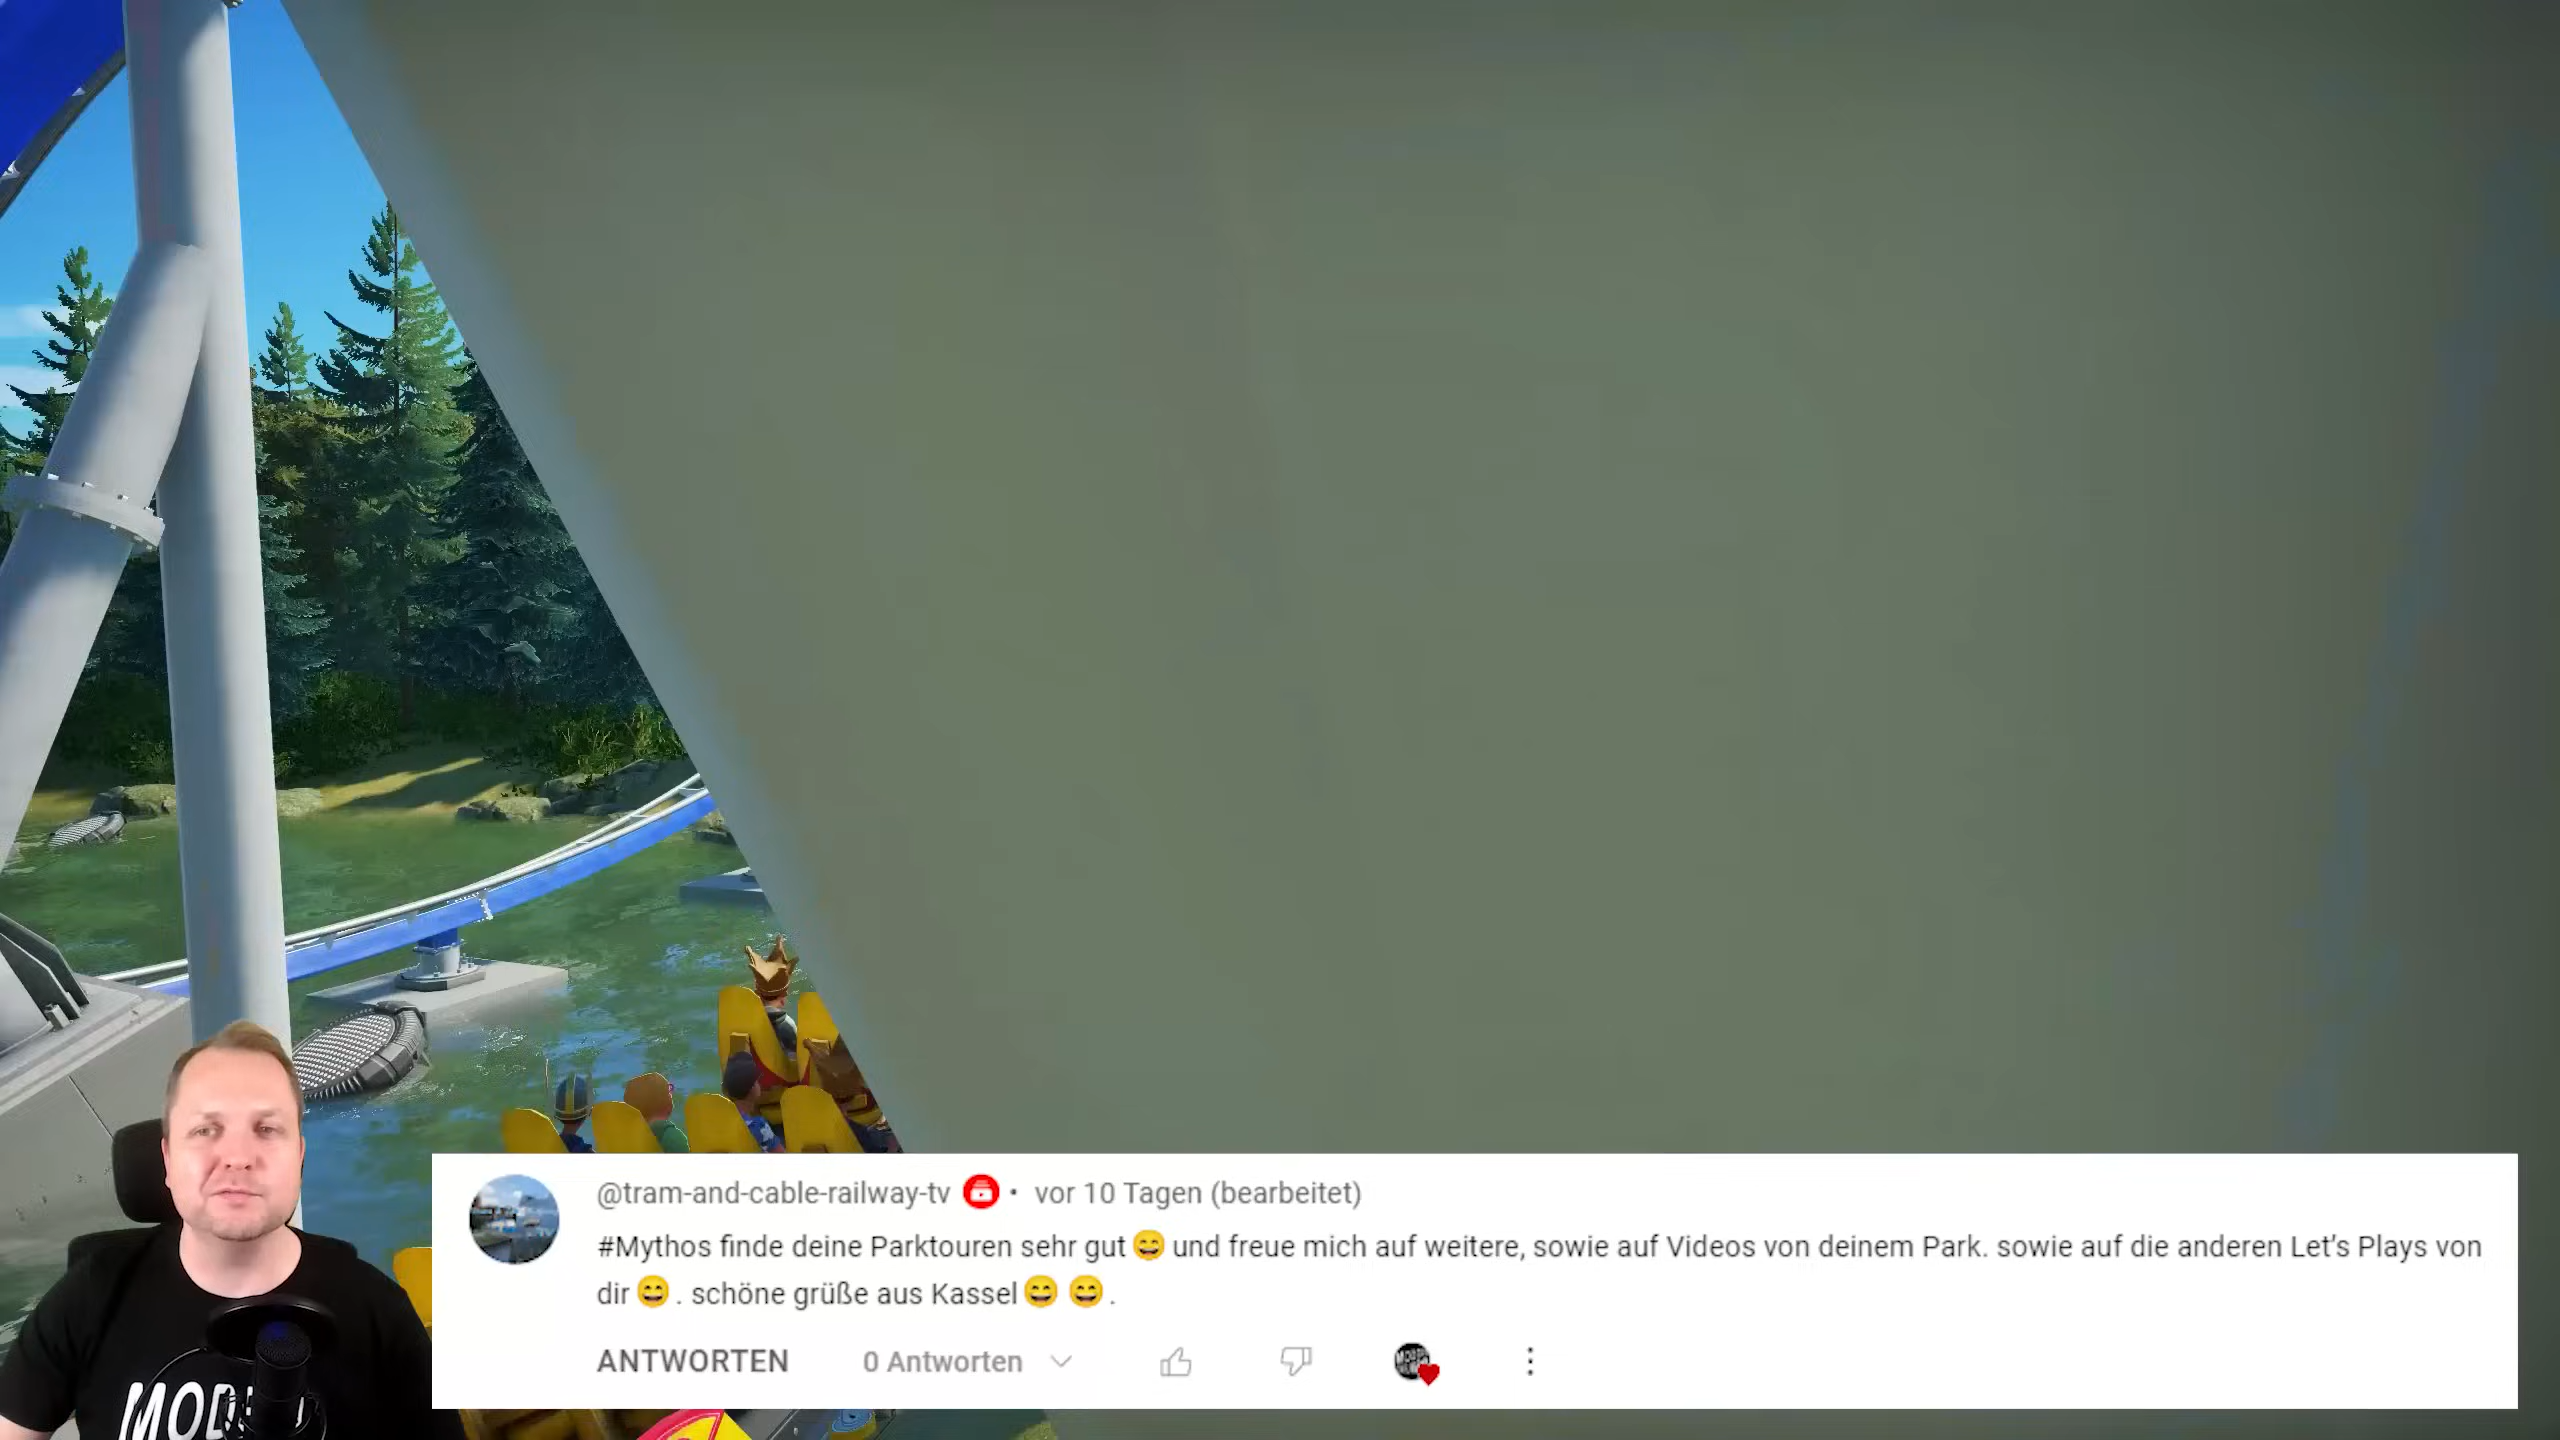 @tram-and-cable-railway-tv • vor 10 Tagen (bearbeitet)
#Mythos finde deine Parktouren sehr gut 😄 und freue mich auf weitere, sowie auf Videos von deinem Park. sowie auf die anderen Let's Plays von
dir 😄 . schöne grüße aus Kassel 😄 😄 .
ANTWORTEN 0 Antworten